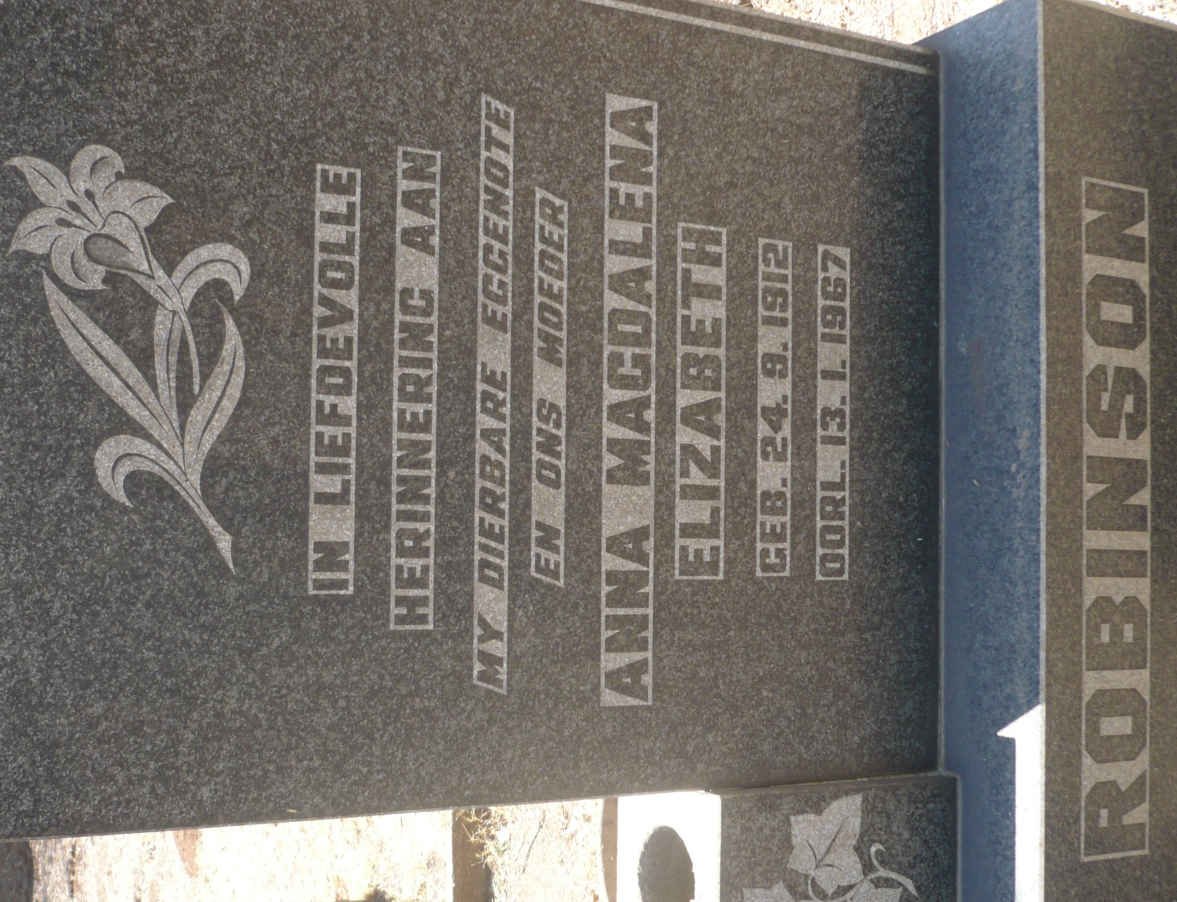 IN LIEFDEVOLLE
HERINNERING AAN
MY DIERBARE EGGENOTE
EN ONS MOEDER
ANNA MAGDALENA
ELIZABETH
GEB. 24. 9. 1912
OORL. 13. 1. 1967
ROBINSON